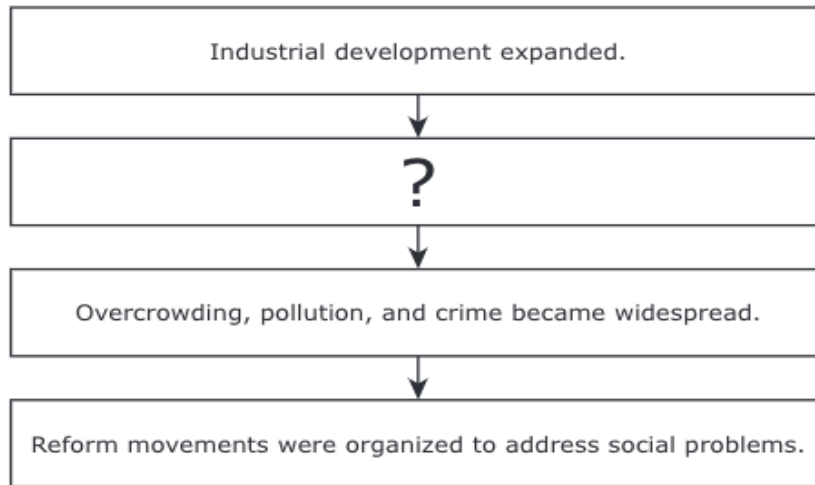 Industrial development expanded.
?
Overcrowding, pollution, and crime became widespread.
Reform movements were organized to address social problems.